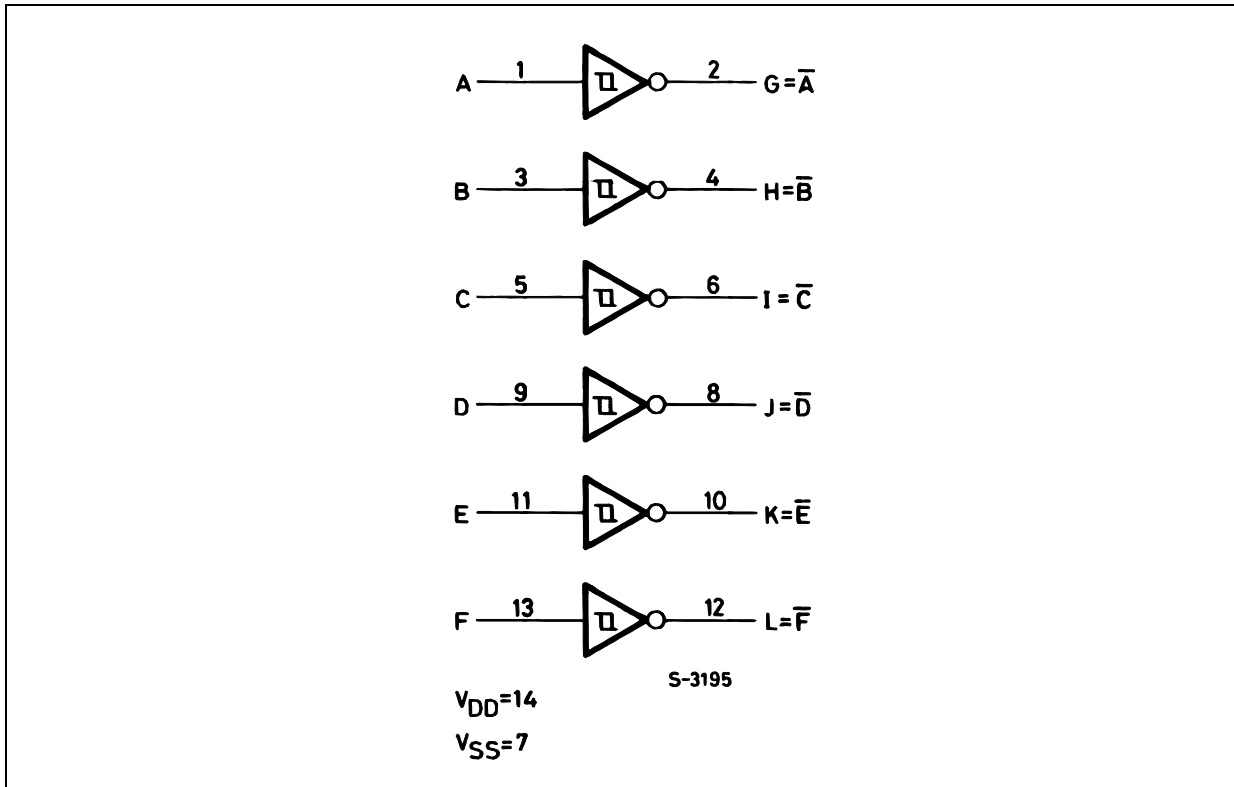 A 1 2 G=A̅
B 3 4 H=B̅
C 5 6 I=C̅
D 9 8 J=D̅
E 11 10 K=E̅
F 13 12 L=F̅
S-3195
VDD=14
VSS=7